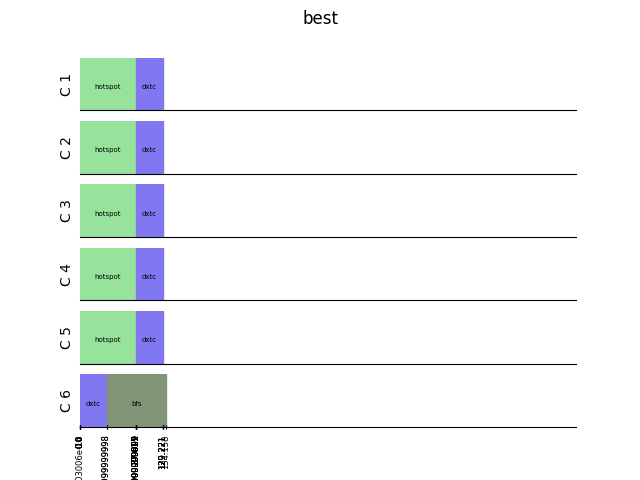 best
C 1
hotspot
dxtc
C 2
hotspot
dxtc
C 3
hotspot
dxtc
C 4
hotspot
dxtc
C 5
hotspot
dxtc
C 6
dxtc
bfs